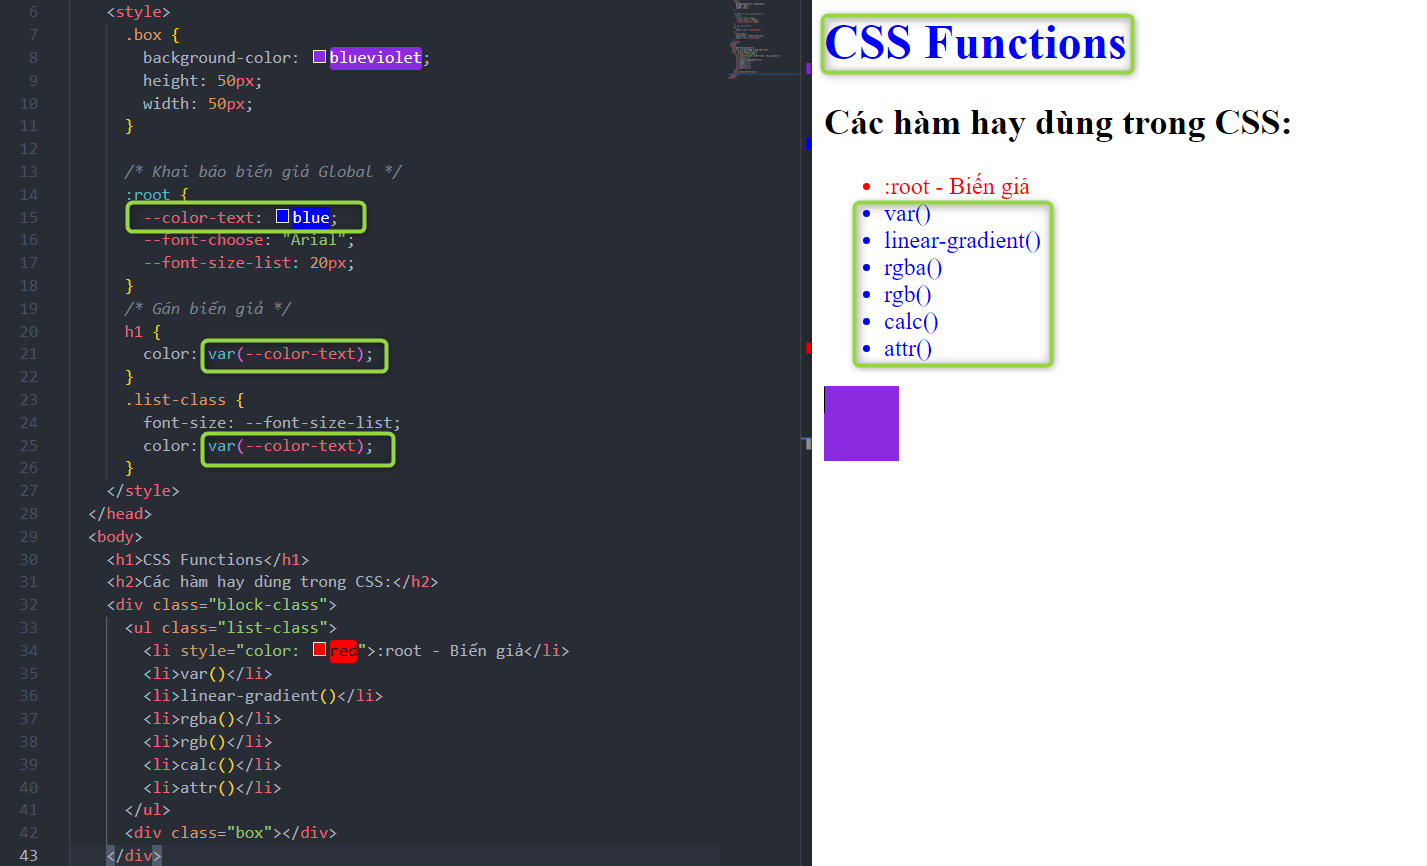 6 <style>
7 .box {
8 background-color: blueviolet;
9 height: 50px;
10 width: 50px;
11 }
12
13 /* Khai báo biến giả Global */
14 :root {
15 --color-text: blue;
16 --font-choose: "Arial";
17 --font-size-list: 20px;
18 }
19 /* Gán biến giả */
20 h1 {
21 color: var(--color-text);
22 }
23 .list-class {
24 font-size: --font-size-list;
25 color: var(--color-text);
26 }
27 </style>
28 </head>
29 <body>
30 <h1>CSS Functions</h1>
31 <h2>Các hàm hay dùng trong CSS:</h2>
32 <div class="block-class">
33 <ul class="list-class">
34 <li style="color: red">:root - Biến giả</li>
35 <li>var()</li>
36 <li>linear-gradient()</li>
37 <li>rgba()</li>
38 <li>rgb()</li>
39 <li>calc()</li>
40 <li>attr()</li>
41 </ul>
42 <div class="box"></div>
43 </div>
CSS Functions
Các hàm hay dùng trong CSS:
• :root - Biến giả
• var()
• linear-gradient()
• rgba()
• rgb()
• calc()
• attr()